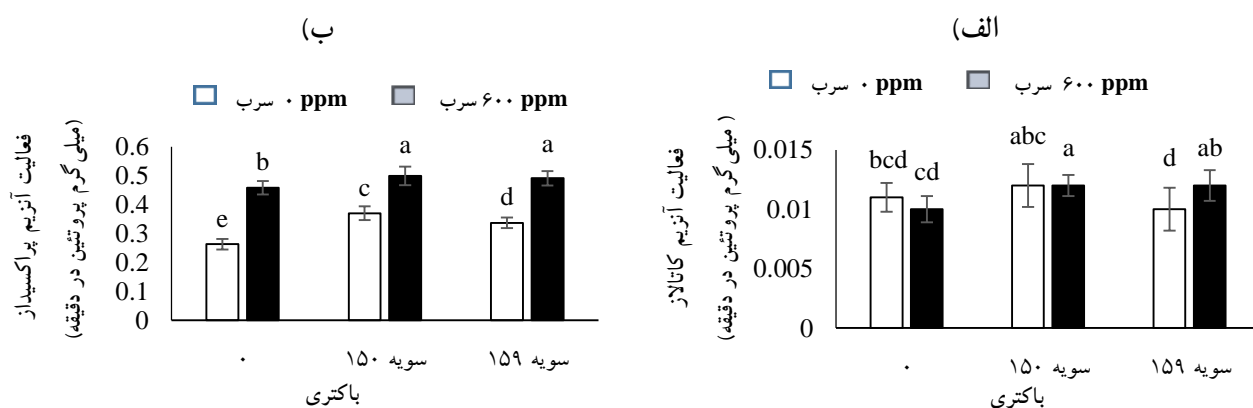 الف)
0 ppm سرب
600 ppm سرب
فعالیت آنزیم کاتالاز
(میلی‌گرم پروتئین در دقیقه)
0.015
0.01
0.005
0
bcd
cd
abc
a
d
ab
۰
سویه ۱۵۰
سویه ۱۵۹
باکتری
ب)
۰ ppm سرب
۶۰۰ ppm سرب
فعالیت آنزیم پراکسیداز
(میلی‌گرم پروتئین در دقیقه)
0.6
0.5
0.4
0.3
0.2
0.1
0
e
b
c
a
d
a
۰
سویه ۱۵۰
سویه ۱۵۹
باکتری